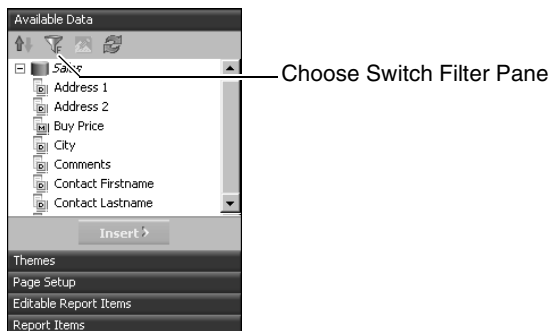 Available Data
Sales
Choose Switch Filter Pane
Address 1
Address 2
Buy Price
City
Comments
Contact Firstname
Contact Lastname
Insert
Themes
Page Setup
Editable Report Items
Report Items